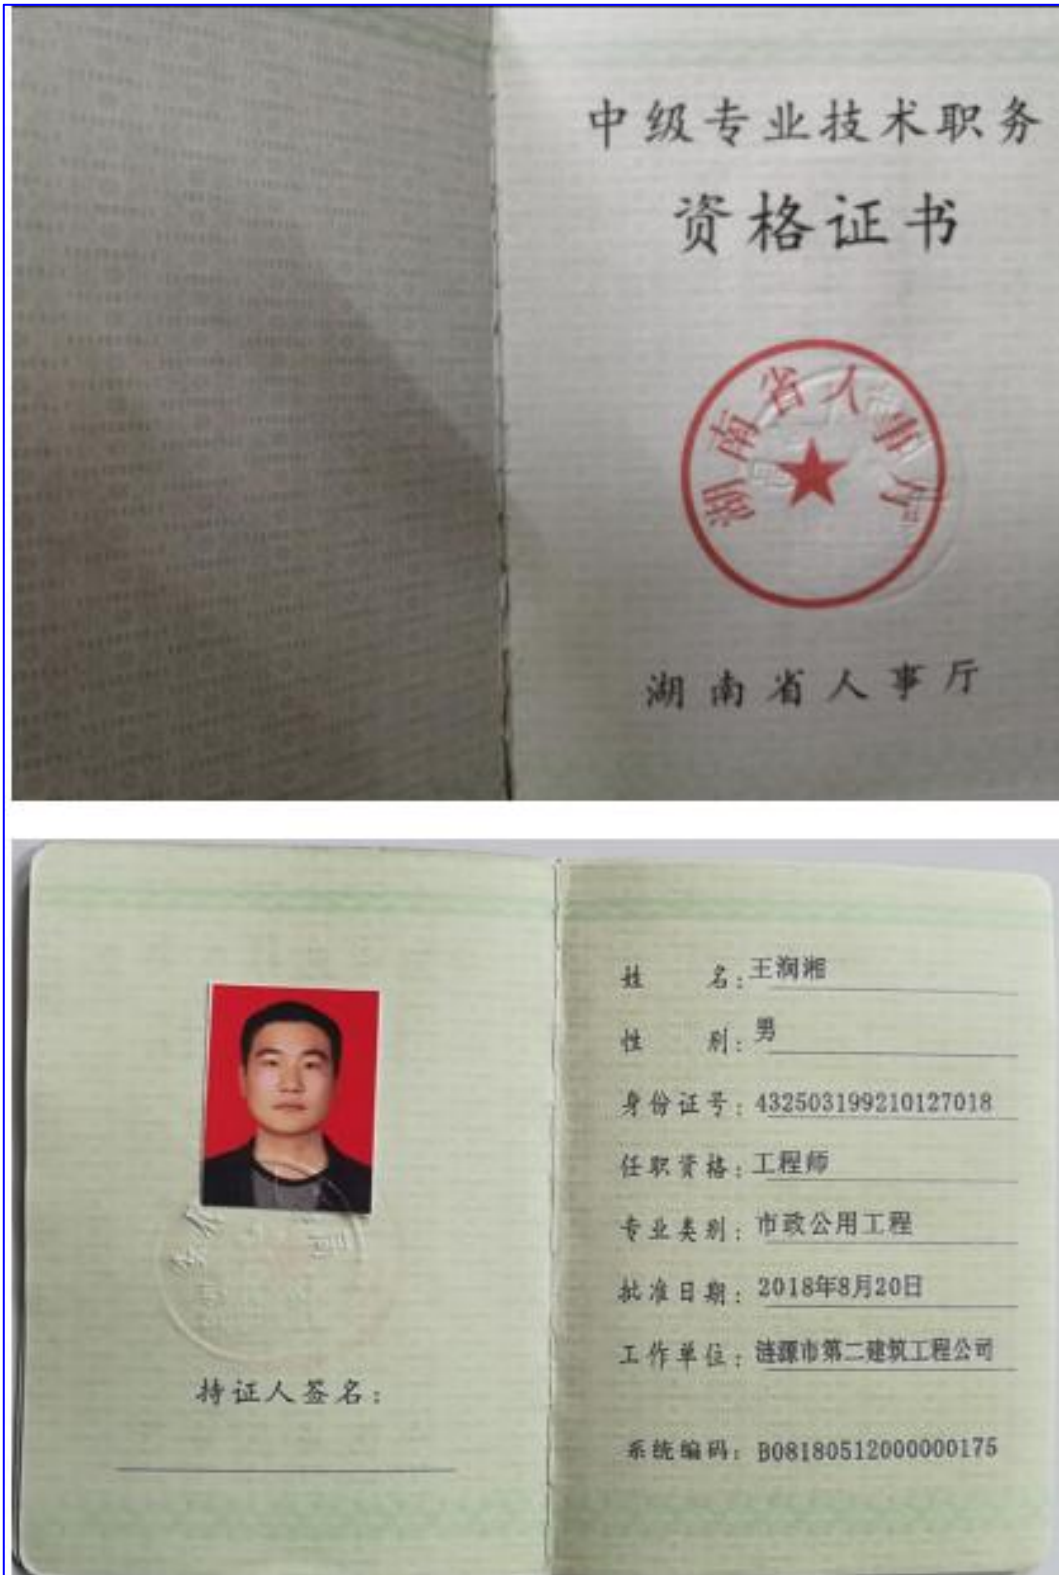 中级专业技术职务
资格证书
湖南省人事厅
湖南省人事厅
姓名：王润湘
性别：男
身份证号：432503199210127018
任职资格：工程师
专业类别：市政公用工程
批准日期：2018年8月20日
工作单位：涟源市第二建筑工程公司
系统编码：B08180512000000175
持证人签名：